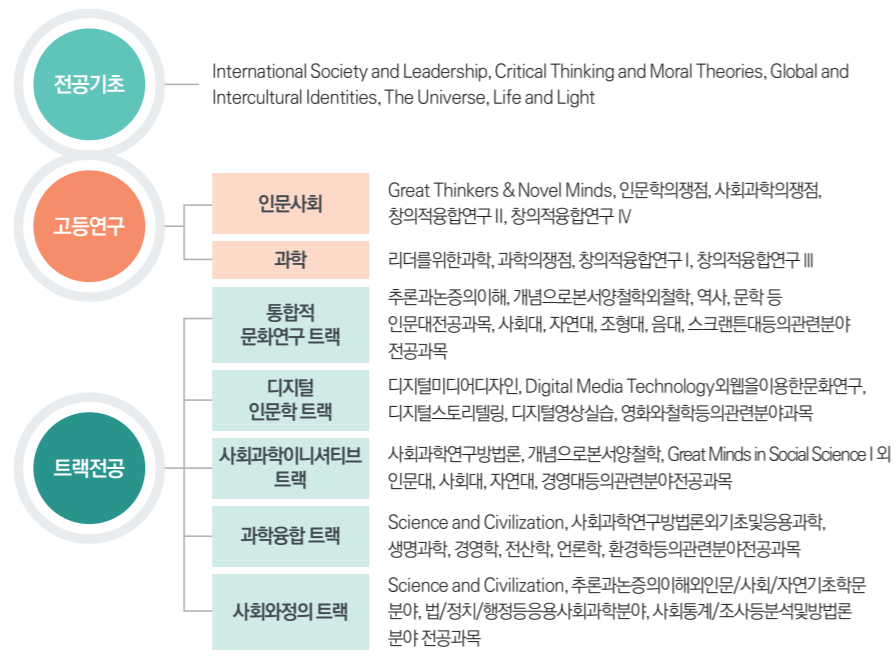 전공기초
International Society and Leadership, Critical Thinking and Moral Theories, Global and
Intercultural Identities, The Universe, Life and Light
고등연구
인문사회
Great Thinkers & Novel Minds, 인문학의쟁점, 사회과학의쟁점,
창의적융합연구 II, 창의적융합연구 IV
과학
리더를위한과학, 과학의쟁점, 창의적융합연구 I, 창의적융합연구 III
트랙전공
통합적
문화연구 트랙
추론과논증의이해, 개념으로본서양철학외철학, 역사, 문학 등
인문대전공과목, 사회대, 자연대, 조형대, 음대, 스크랜튼대등의관련분야
전공과목
디지털
인문학 트랙
디지털미디어디자인, Digital Media Technology외웹을이용한문화연구,
디지털스토리텔링, 디지털영상실습, 영화와철학등의관련분야과목
사회과학이니셔티브
트랙
사회과학연구방법론, 개념으로본서양철학, Great Minds in Social Science I 외
인문대, 사회대, 자연대, 경영대등의관련분야전공과목
과학융합 트랙
Science and Civilization, 사회과학연구방법론외기초및응용과학,
생명과학, 경영학, 전산학, 언론학, 환경학등의관련분야전공과목
사회와정의 트랙
Science and Civilization, 추론과논증의이해외인문/사회/자연기초학문
분야, 법/정치/행정등응용사회과학분야, 사회통계/조사등분석및방법론
분야 전공과목